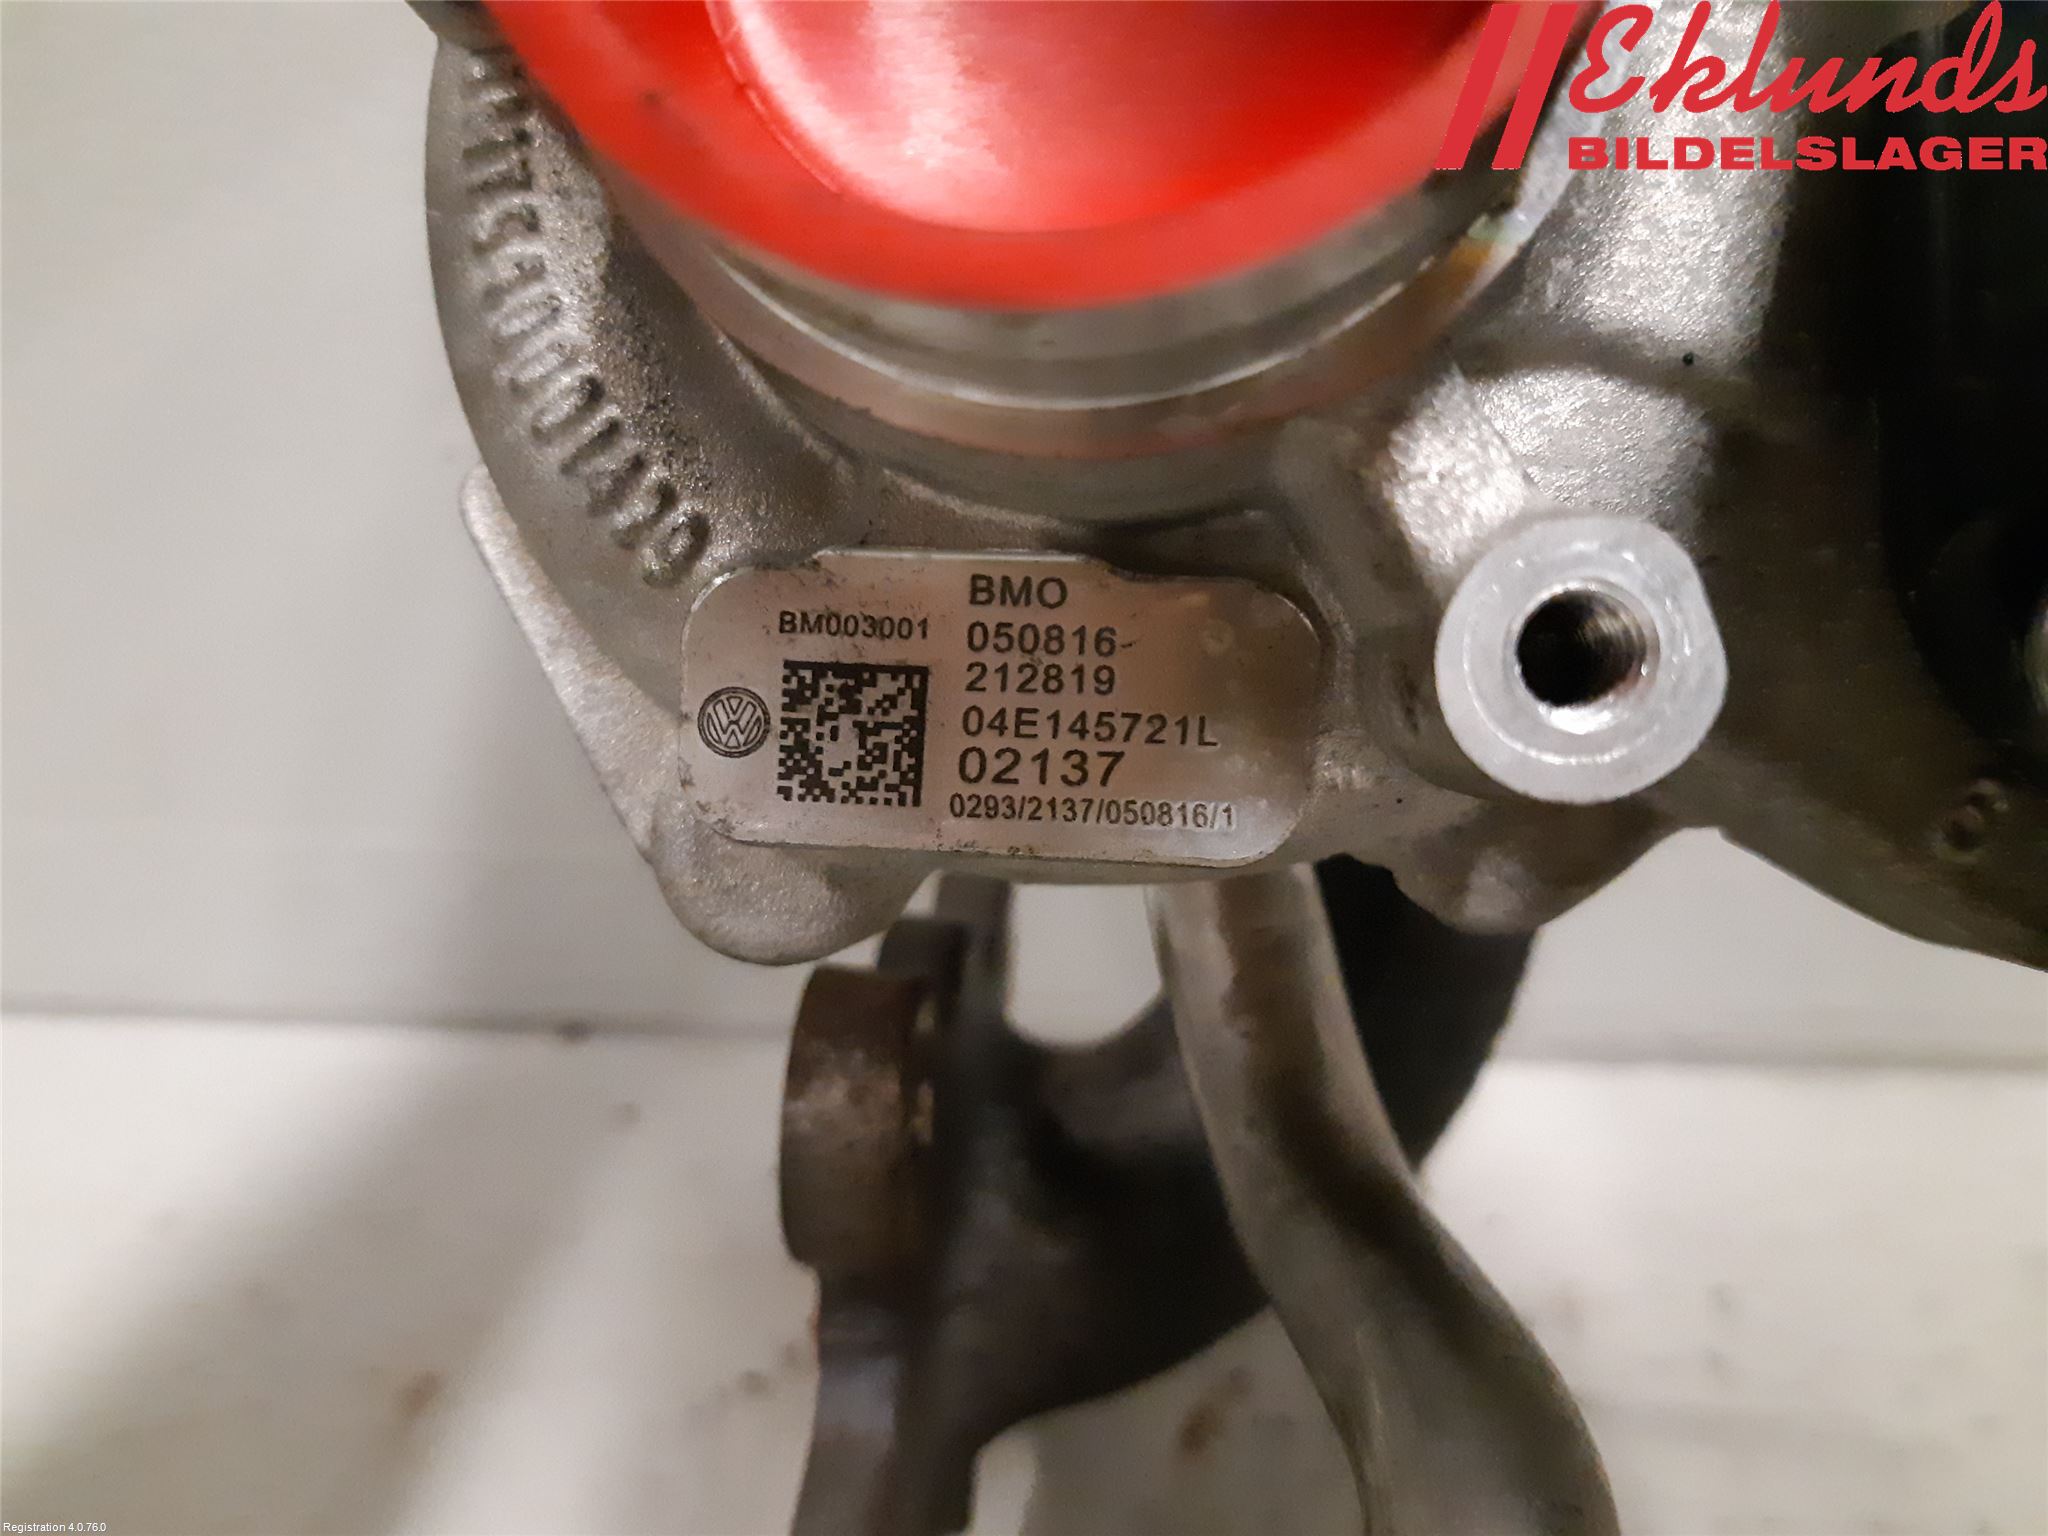 Eklunds
BILDELSLAGER
BMO
BM003001
050816-
212819
04E145721L
02137
0293/2137/050816/1
Registration 4.0.76.0